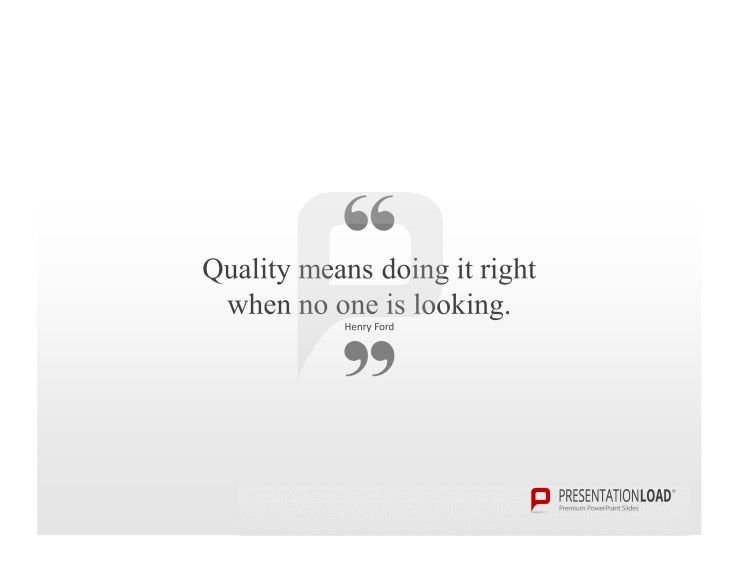 “
Quality means doing it right
when no one is looking.
Henry Ford
”
PRESENTATIONLOAD®
Premium PowerPoint Slides